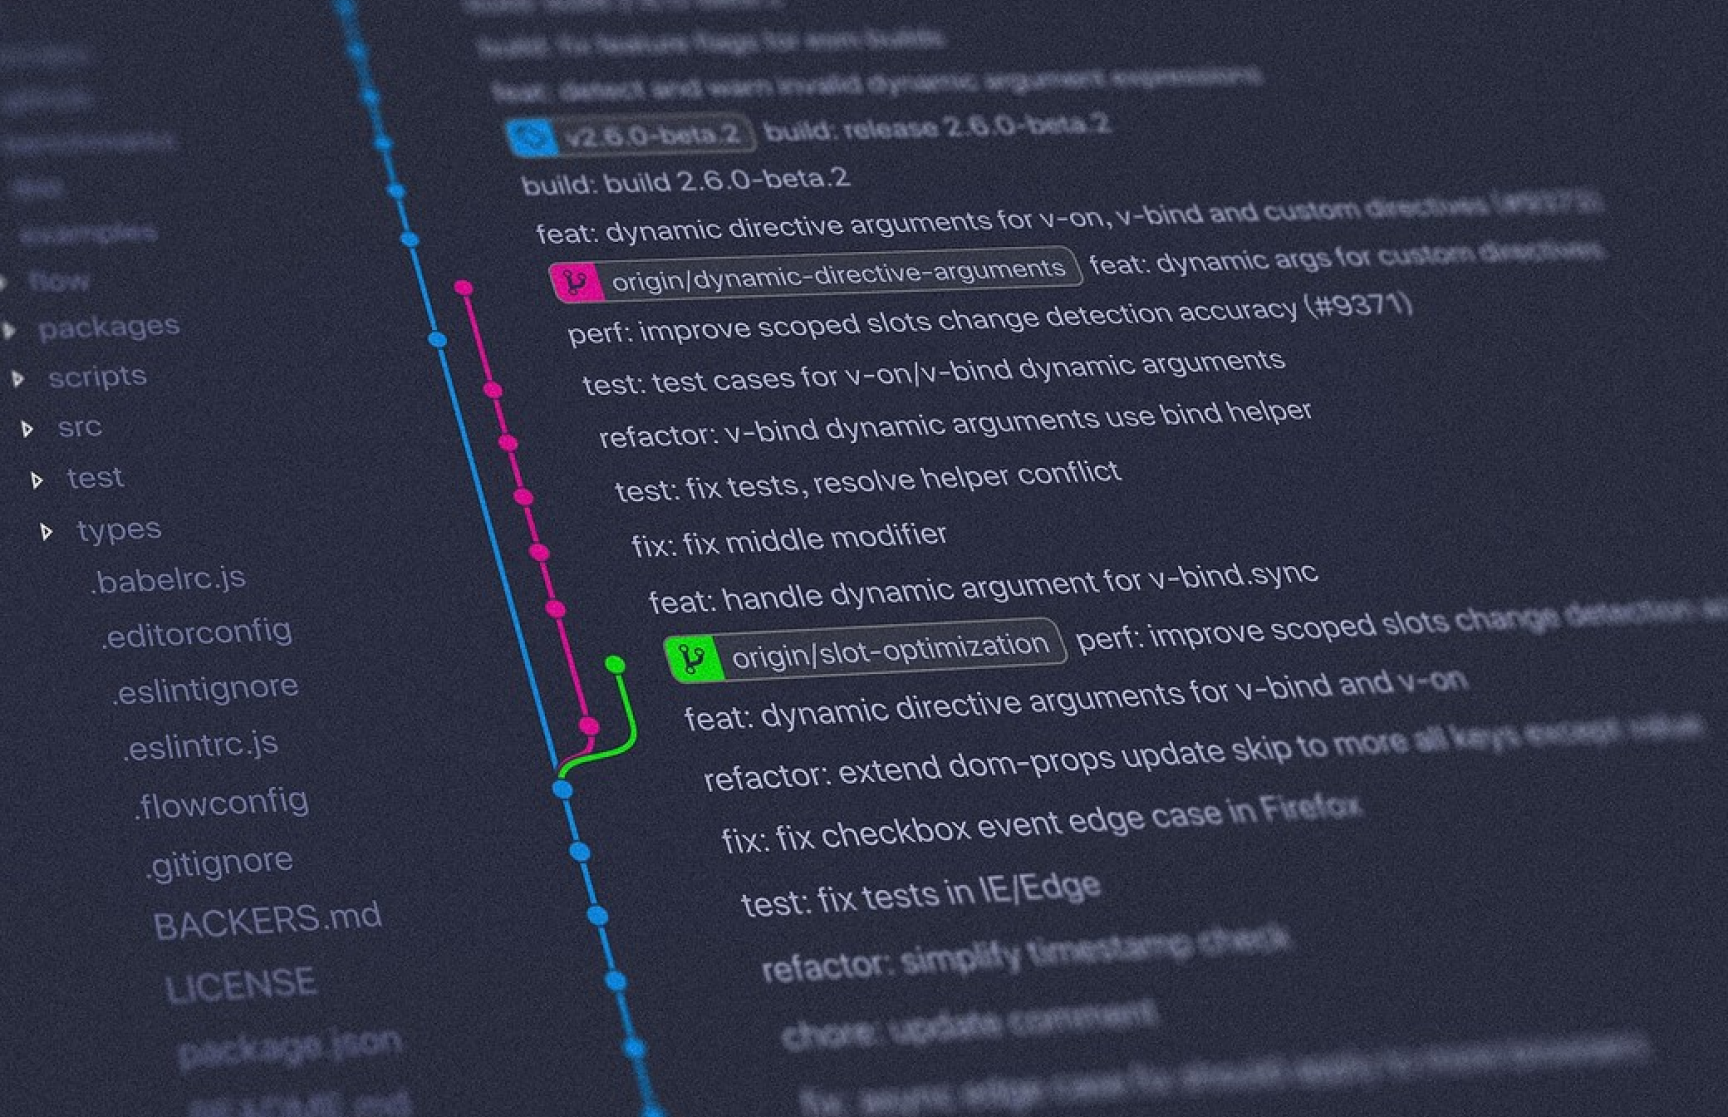 build: fix feature flags for esm builds
feat: detect and warn invalid dynamic argument expressions
v2.6.0-beta.2 build: release 2.6.0-beta.2
build: build 2.6.0-beta.2
feat: dynamic directive arguments for v-on, v-bind and custom directives (#9373)
origin/dynamic-directive-arguments feat: dynamic args for custom directives
perf: improve scoped slots change detection accuracy (#9371)
test: test cases for v-on/v-bind dynamic arguments
refactor: v-bind dynamic arguments use bind helper
test: fix tests, resolve helper conflict
fix: fix middle modifier
feat: handle dynamic argument for v-bind.sync
origin/slot-optimization perf: improve scoped slots change detection
feat: dynamic directive arguments for v-bind and v-on
refactor: extend dom-props update skip to more all keys except value
fix: fix checkbox event edge case in Firefox
test: fix tests in IE/Edge
refactor: simplify timestamp check
chore: update comment
fix: async edge case
examples
flow
packages
scripts
src
test
types
.babelrc.js
.editorconfig
.eslintignore
.eslintrc.js
.flowconfig
.gitignore
BACKERS.md
LICENSE
package.json
README.md